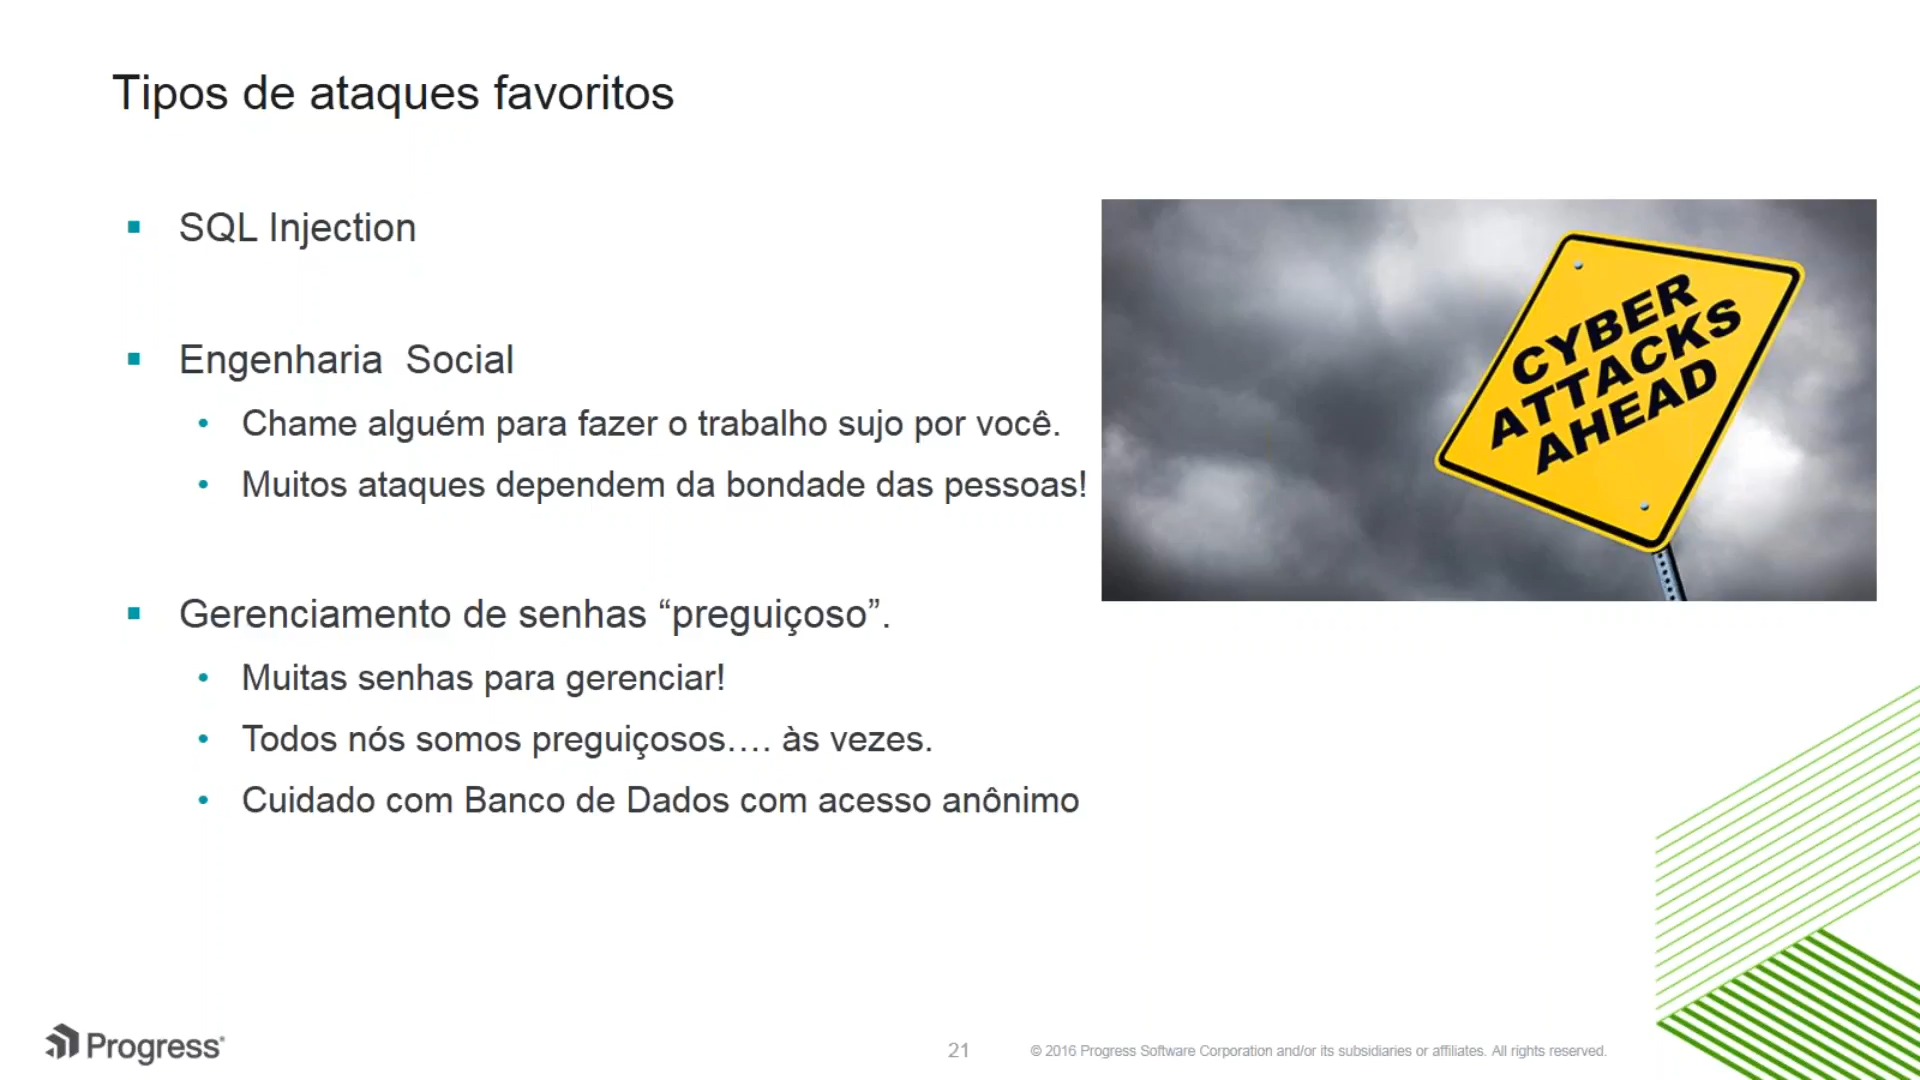 Tipos de ataques favoritos
SQL Injection
Engenharia Social
Chame alguém para fazer o trabalho sujo por você.
Muitos ataques dependem da bondade das pessoas!
CYBER
ATTACKS
AHEAD
Gerenciamento de senhas “preguiçoso”.
Muitas senhas para gerenciar!
Todos nós somos preguiçosos…. às vezes.
Cuidado com Banco de Dados com acesso anônimo
Progress®
21
© 2016 Progress Software Corporation and/or its subsidiaries or affiliates. All rights reserved.